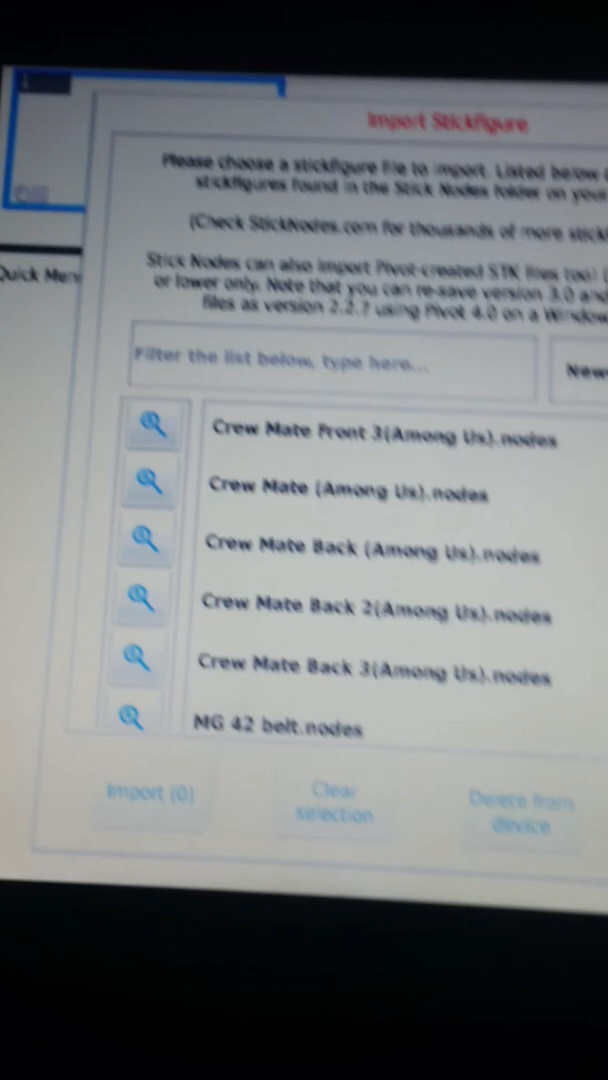 1
Import Stickfigure
Please choose a stickfigure file to import. Listed below
stickfigures found in the Stick Nodes folder on your
(Check StickNodes.com for thousands of more
Stick Nodes can also import Pivot-created STK files too!
or lower only. Note that you can re-save version 3.0 and
files as version 2.2.7 using Pivot 4.0 on a
Quick
Filter the list below, type here...
Crew Mate Front 3(Among Us).nodes
Crew Mate (Among Us).nodes
Crew Mate Back (Among Us).nodes
Crew Mate Back 2(Among Us).nodes
Crew Mate Back 3(Among Us).nodes
MG 42 belt.nodes
Import (0)
Clear
selection
Delete from
device